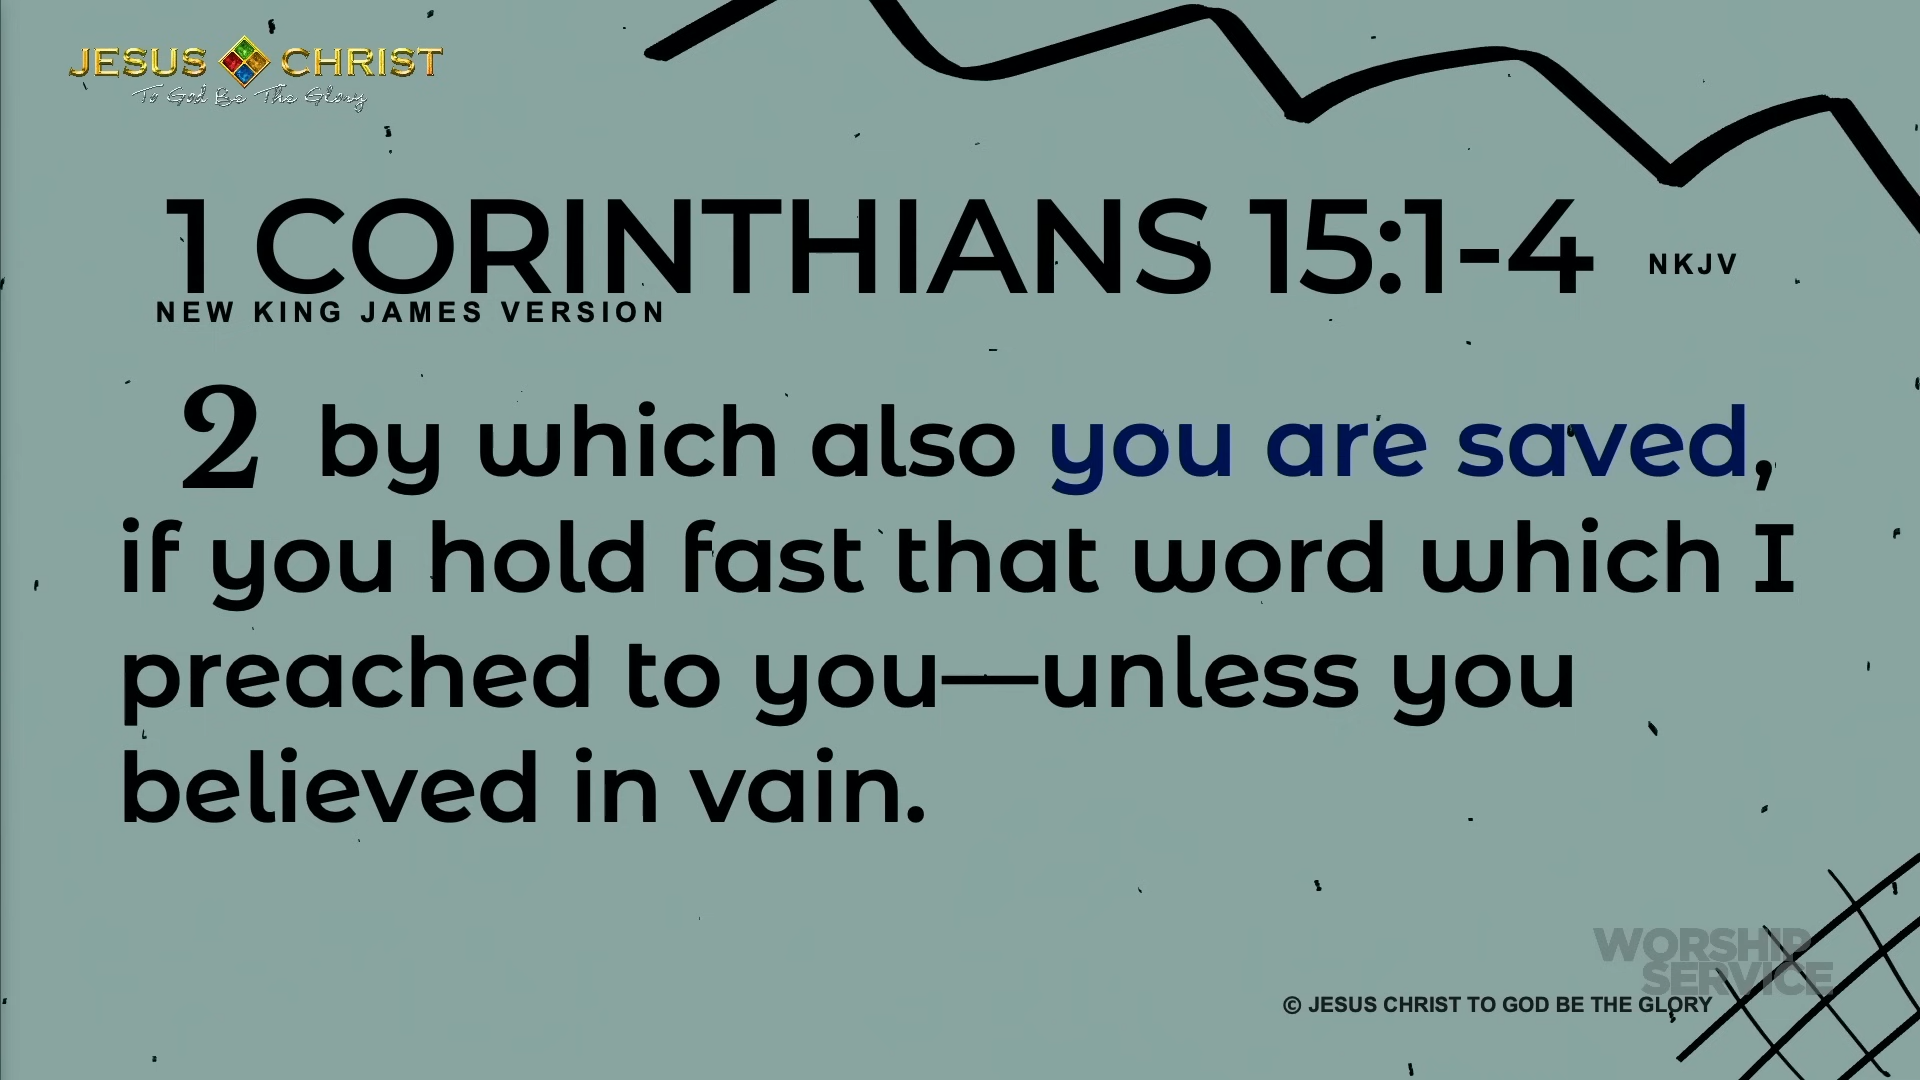 JESUS CHRIST
To God Be The Glory
1 CORINTHIANS 15:1-4 NKJV
NEW KING JAMES VERSION
2 by which also you are saved,
if you hold fast that word which I
preached to you—unless you
believed in vain.
WORSHIP
SERVICE
© JESUS CHRIST TO GOD BE THE GLORY